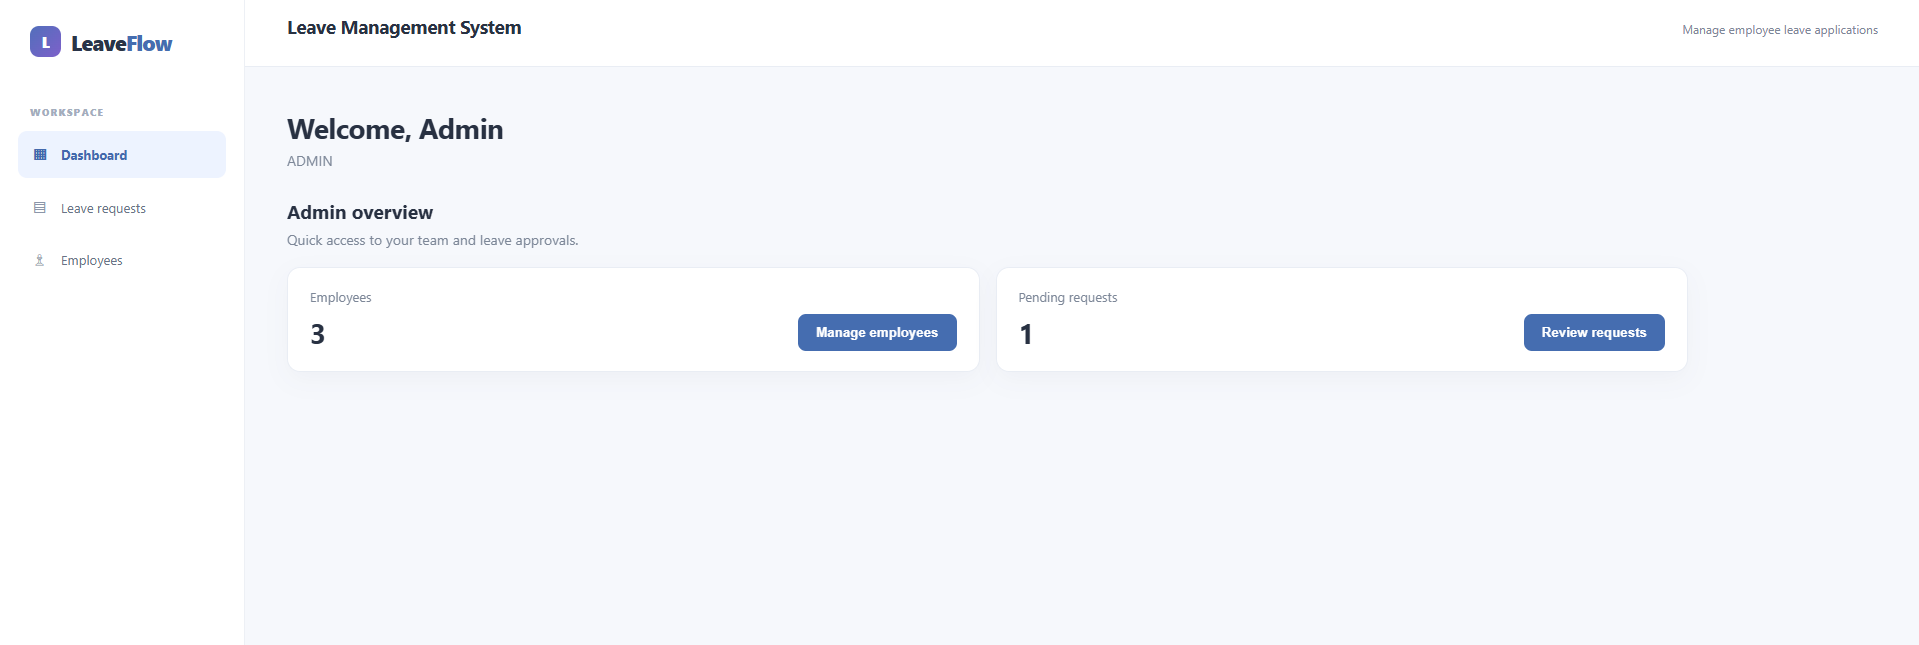 L LeaveFlow
WORKSPACE
Dashboard
Leave requests
Employees
Leave Management System
Manage employee leave applications
Welcome, Admin
ADMIN
Admin overview
Quick access to your team and leave approvals.
Employees
3
Manage employees
Pending requests
1
Review requests